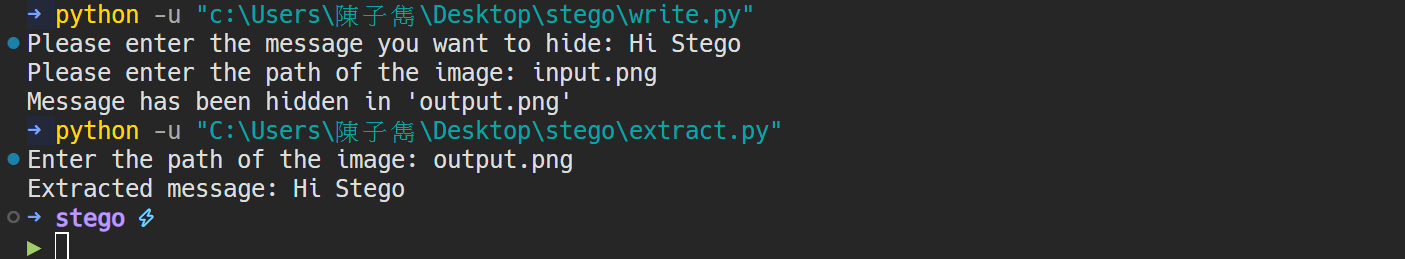 ➜ python -u "c:\Users\陳子雋\Desktop\stego\write.py"
Please enter the message you want to hide: Hi Stego
Please enter the path of the image: input.png
Message has been hidden in 'output.png'
➜ python -u "C:\Users\陳子雋\Desktop\stego\extract.py"
Enter the path of the image: output.png
Extracted message: Hi Stego
➜ stego ⚡
▶